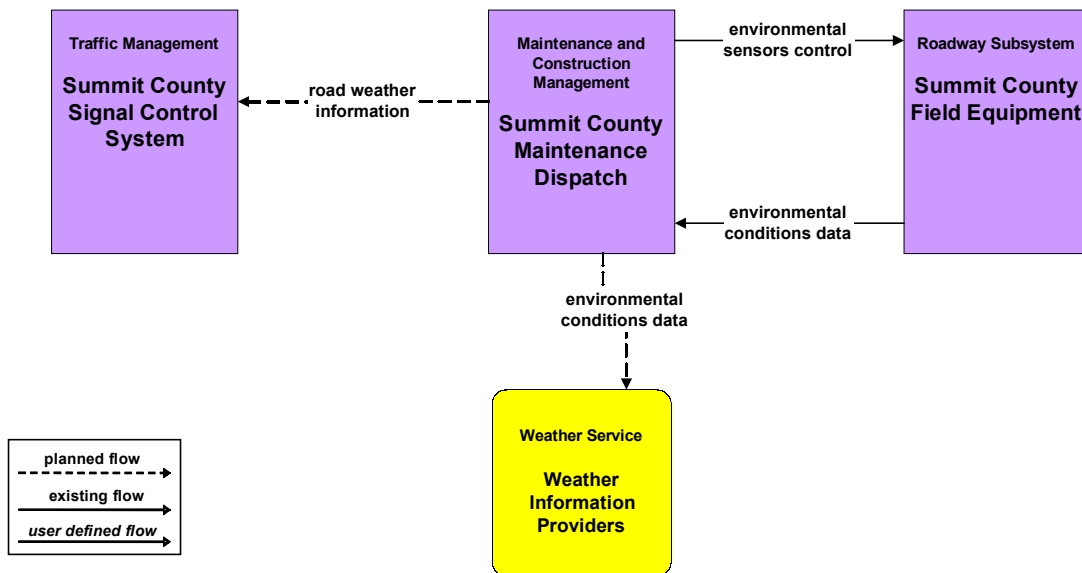 Traffic Management
Summit County
Signal Control
System
road weather
information
Maintenance and
Construction
Management
Summit County
Maintenance
Dispatch
environmental
sensors control
Roadway Subsystem
Summit County
Field Equipment
environmental
conditions data
environmental
conditions data
Weather Service
Weather
Information
Providers
planned flow
existing flow
user defined flow